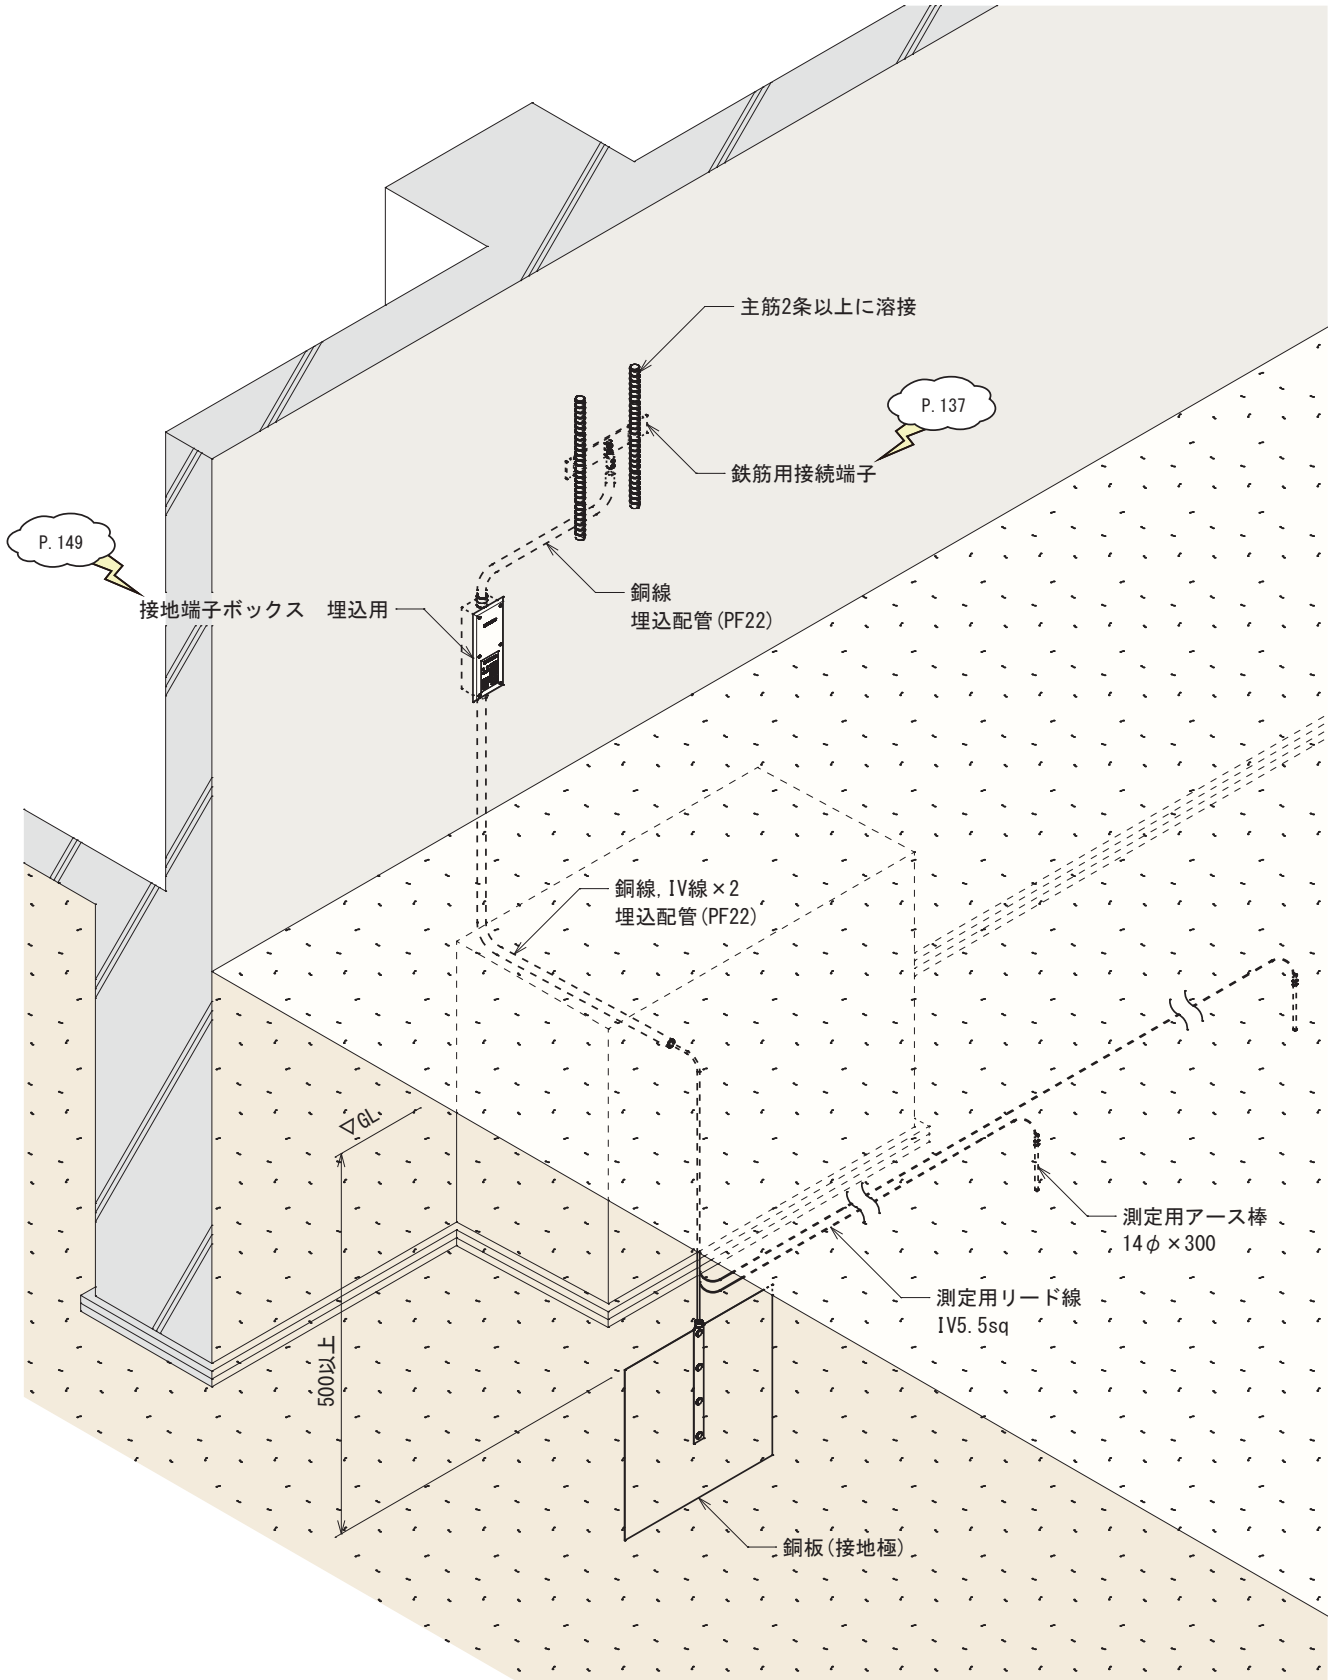 主筋2条以上に溶接
P.137
鉄筋用接続端子
P.149
接地端子ボックス　埋込用
銅線
埋込配管(PF22)
銅線, IV線×2
埋込配管(PF22)
▽GL
500以上
測定用アース棒
14φ×300
測定用リード線
IV5.5sq
銅板(接地極)